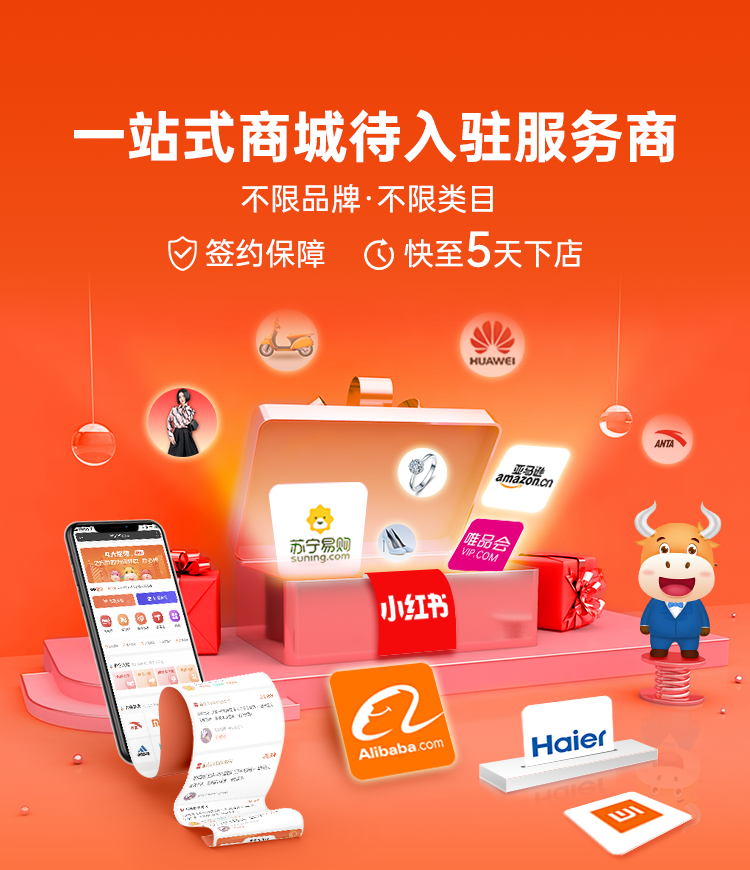 一站式商城待入驻服务商
不限品牌·不限类目
签约保障 快至5天下店
HUAWEI
ANTA
亚马逊
amazon.cn
苏宁易购
suning.com
唯品会
VIP.COM
小红书
Alibaba.com
Haier
adidas